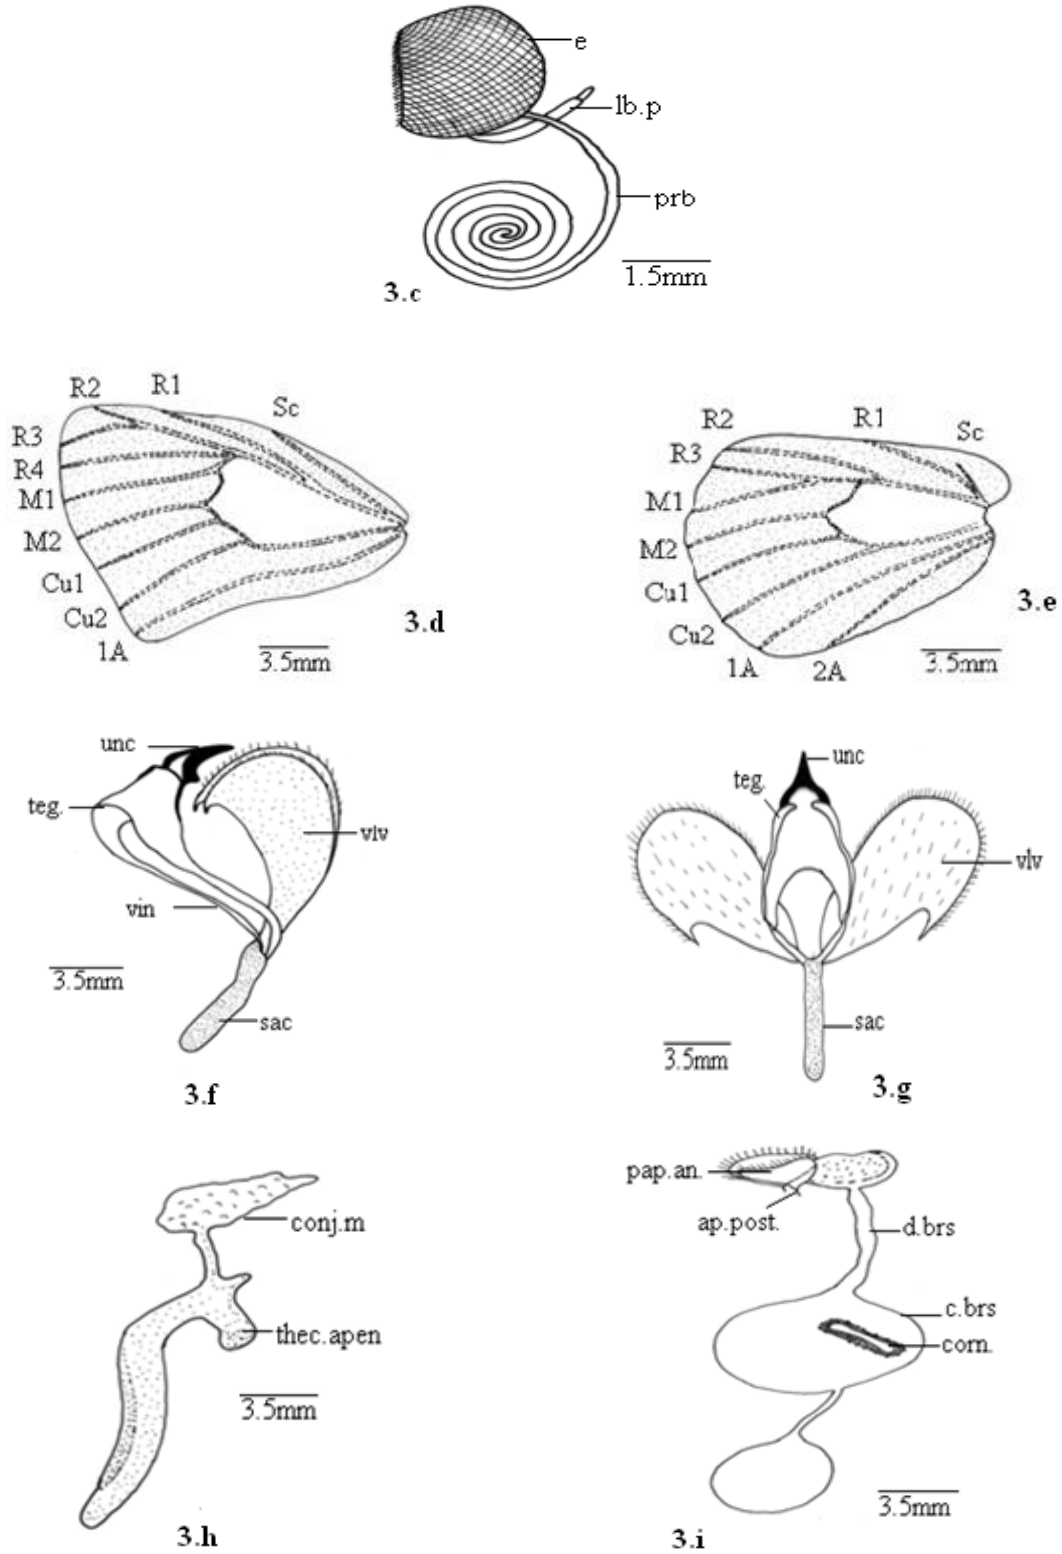 e
lb.p
prb
1.5mm
3.c
R2
R1
Sc
R3
R4
M1
M2
Cu1
Cu2
1A
3.5mm
3.d
R2
R1
Sc
R3
M1
M2
Cu1
Cu2
1A
2A
3.5mm
3.e
unc
teg.
vlv
vin
3.5mm
sac
3.f
unc
teg.
vlv
sac
3.5mm
3.g
conj.m
thec.apen
3.5mm
3.h
pap.an.
ap.post.
d.brs
c.brs
corn.
3.5mm
3.i